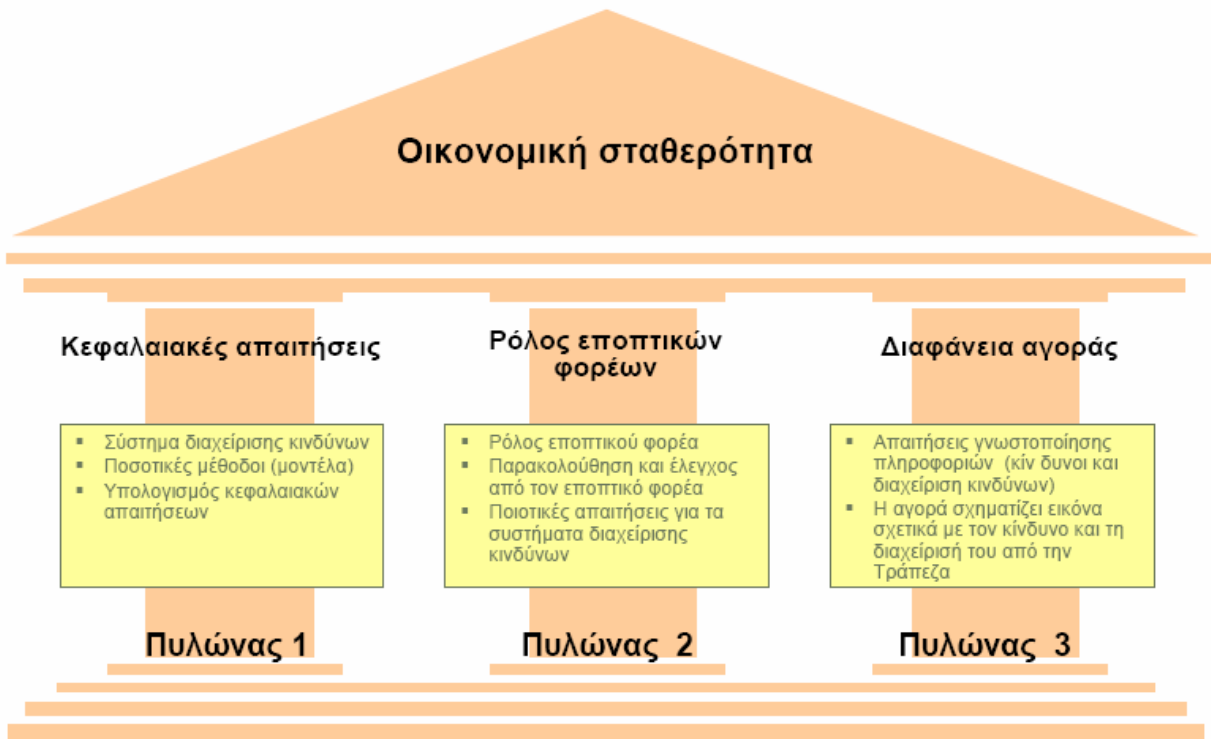 Οικονομική σταθερότητα
Κεφαλαιακές απαιτήσεις
▪ Σύστημα διαχείρισης κινδύνων
▪ Ποσοτικές μέθοδοι (μοντέλα)
▪ Υπολογισμός κεφαλαιακών
απαιτήσεων
Πυλώνας 1
Ρόλος εποπτικών
φορέων
▪ Ρόλος εποπτικού φορέα
▪ Παρακολούθηση και έλεγχος
από τον εποπτικό φορέα
▪ Ποιοτικές απαιτήσεις για τα
συστήματα διαχείρισης
κινδύνων
Πυλώνας 2
Διαφάνεια αγοράς
▪ Απαιτήσεις γνωστοποίησης
πληροφοριών (κίν δυνοι και
διαχείριση κινδύνων)
▪ Η αγορά σχηματίζει εικόνα
σχετικά με τον κίνδυνο και τη
διαχείρισή του από την
Τράπεζα
Πυλώνας 3